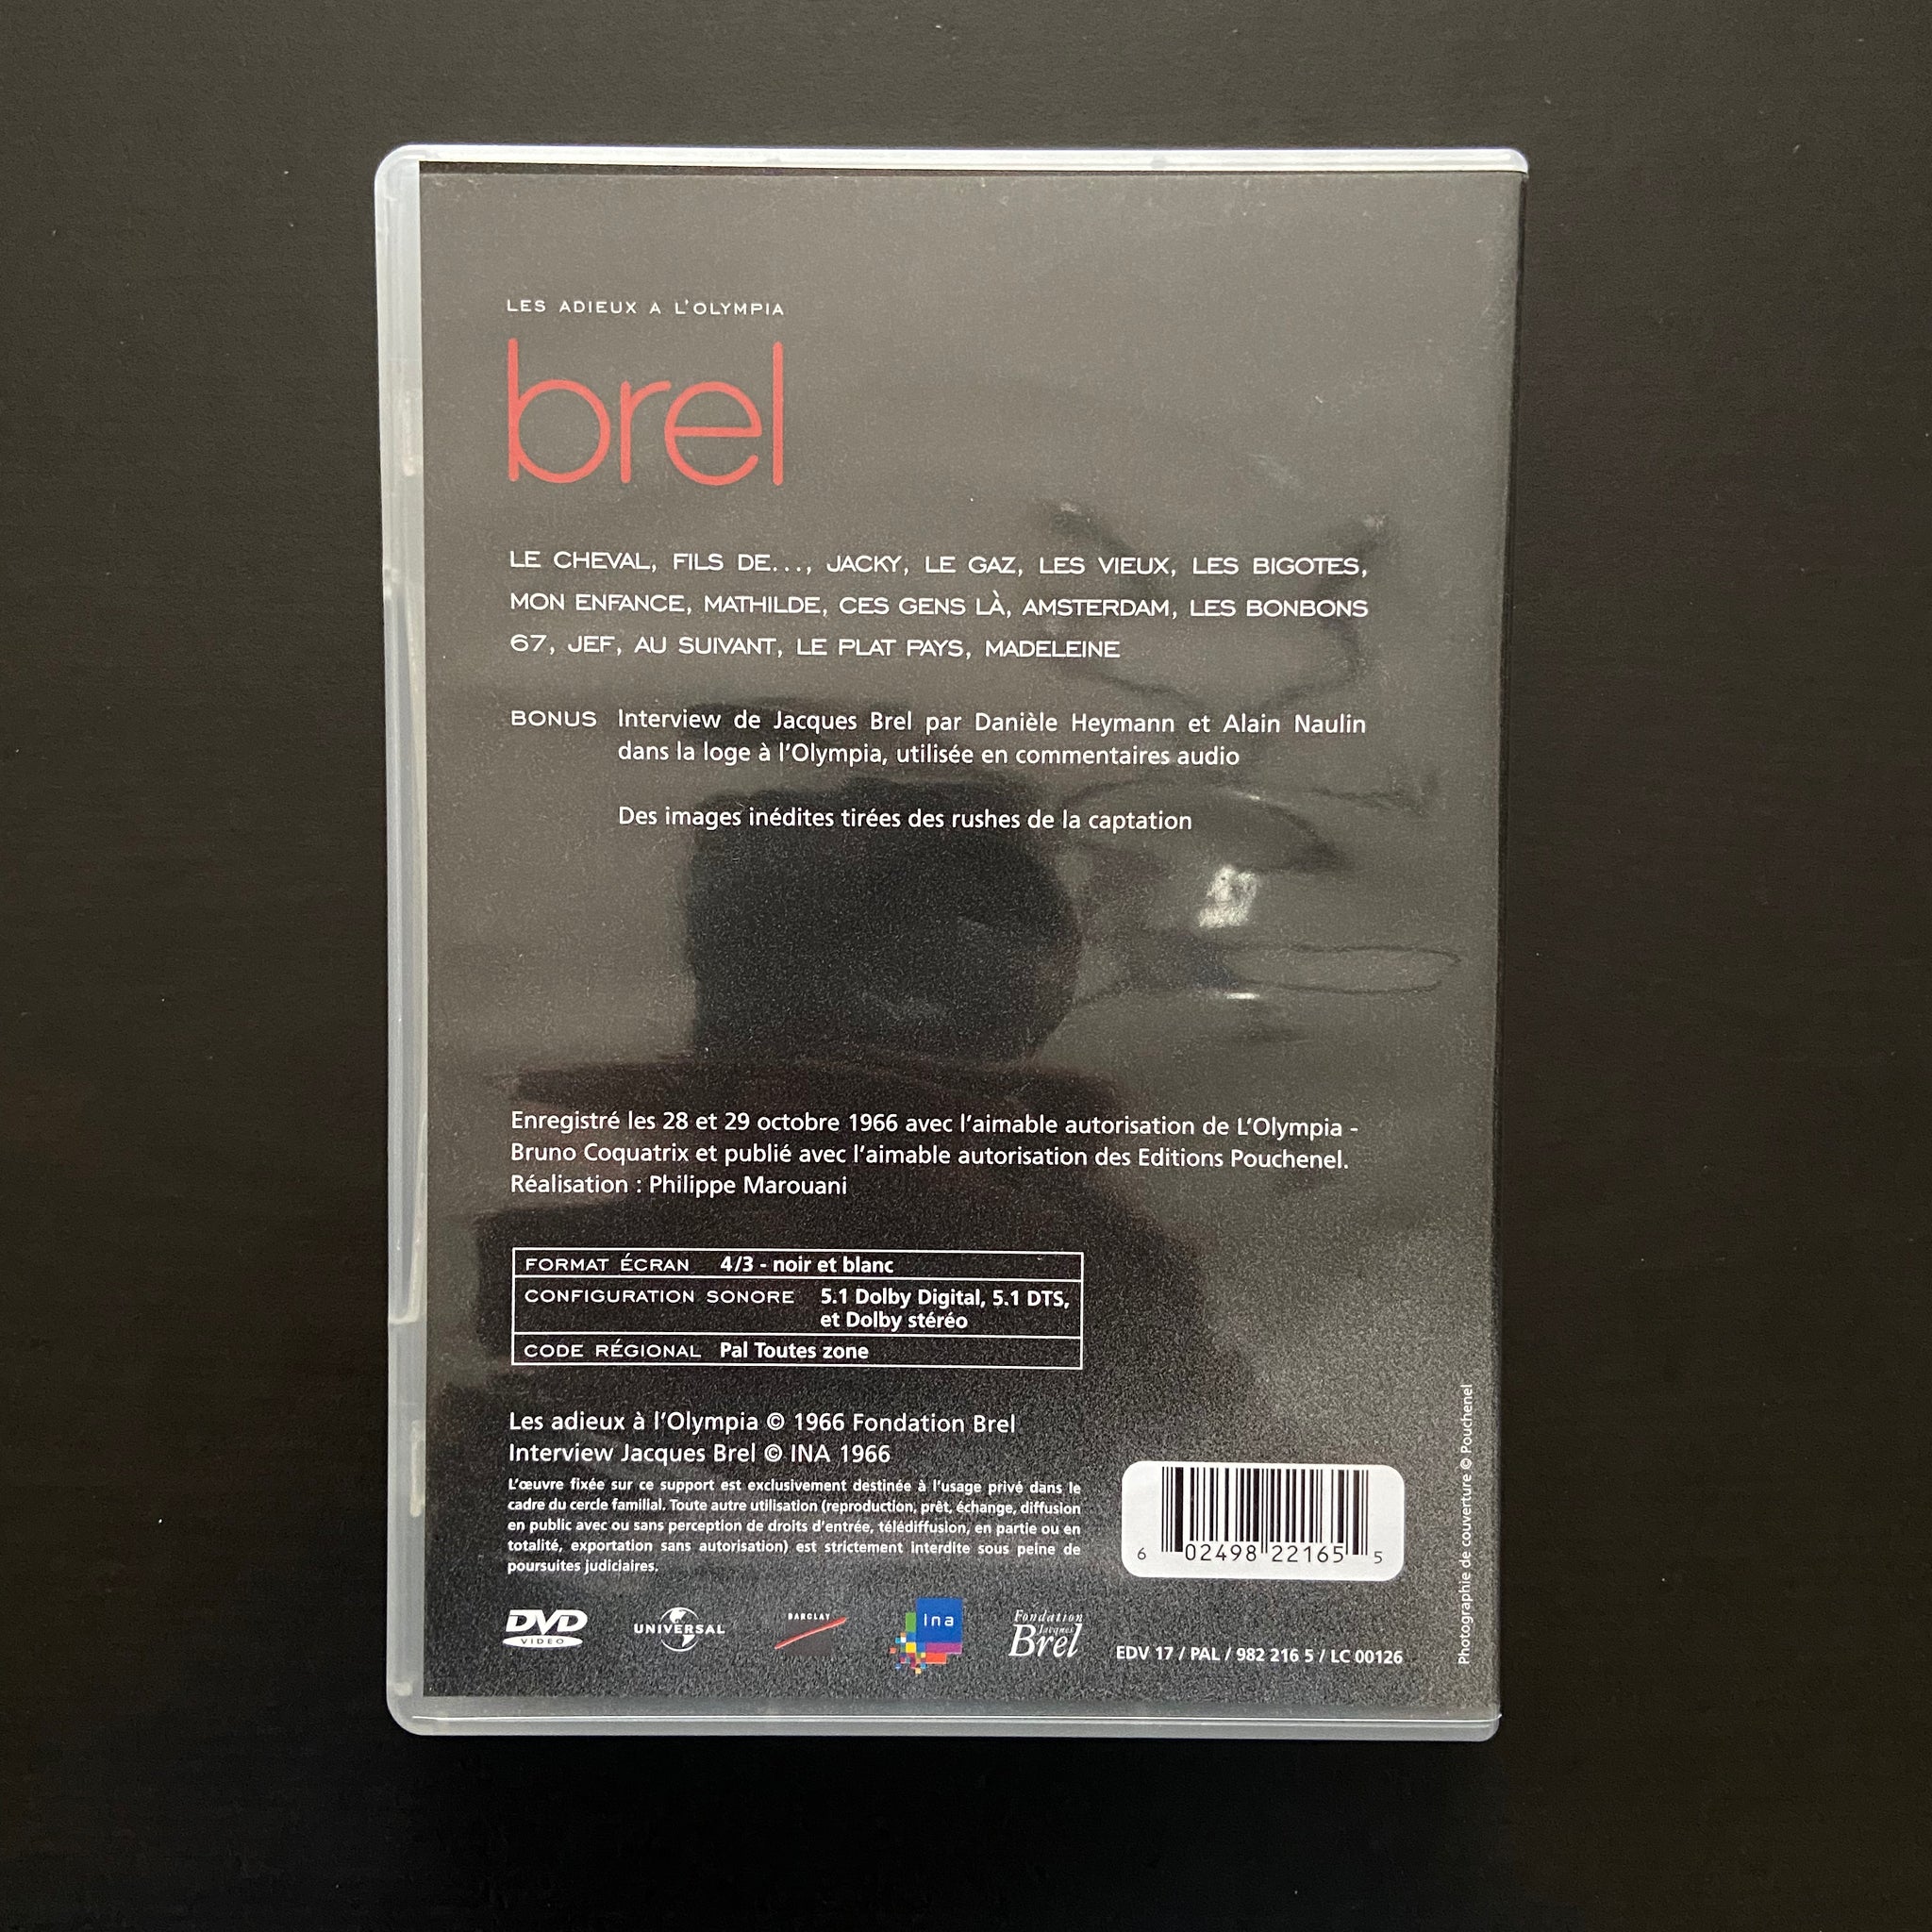 LES ADIEUX A L'OLYMPIA
brel
LE CHEVAL, FILS DE..., JACKY, LE GAZ, LES VIEUX, LES BIGOTES,
MON ENFANCE, MATHILDE, CES GENS LÀ, AMSTERDAM, LES BONBONS
67, JEF, AU SUIVANT, LE PLAT PAYS, MADELEINE
BONUS Interview de Jacques Brel par Danièle Heymann et Alain Naulin
dans la loge à l'Olympia, utilisée en commentaires audio
Des images inédites tirées des rushes de la captation
Enregistré les 28 et 29 octobre 1966 avec l'aimable autorisation de L'Olympia -
Bruno Coquatrix et publié avec l'aimable autorisation des Editions Pouchenel.
Réalisation : Philippe Marouani
FORMAT ÉCRAN 4/3 - noir et blanc
CONFIGURATION SONORE 5.1 Dolby Digital, 5.1 DTS,
et Dolby stéréo
CODE RÉGIONAL Pal Toutes zone
Les adieux à l'Olympia © 1966 Fondation Brel
Interview Jacques Brel © INA 1966
L'œuvre fixée sur ce support est exclusivement destinée à l'usage privé dans le
cadre du cercle familial. Toute autre utilisation (reproduction, prêt, échange, diffusion
en public avec ou sans perception de droits d'entrée, télédiffusion, en partie ou en
totalité, exportation sans autorisation) est strictement interdite sous peine de
poursuites judiciaires.
6 02498 22165 5
DVD
VIDEO
UNIVERSAL
BARCLAY
ina
Fondation
Jacques
Brel
EDV 17 / PAL / 982 216 5 / LC 00126
Photographie de couverture © Pouchenel